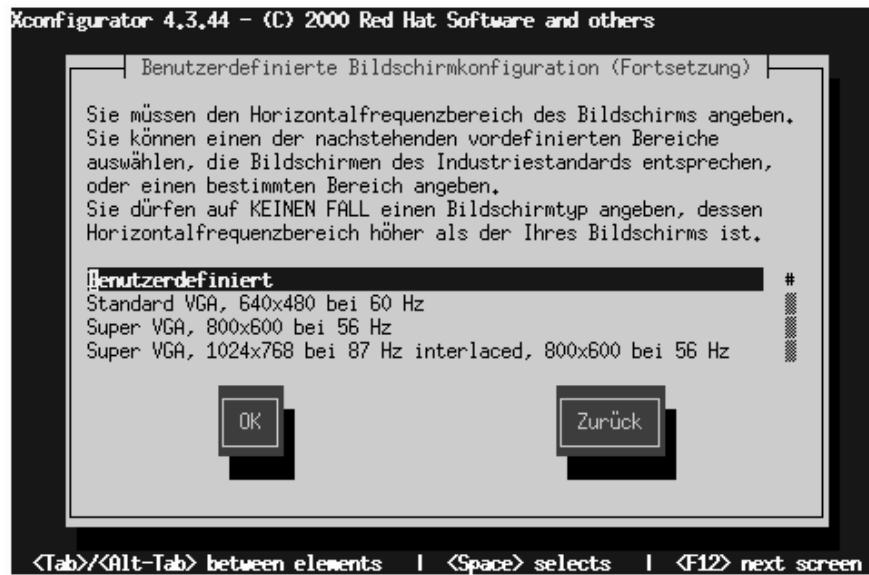 Xconfigurator 4.3.44 - (C) 2000 Red Hat Software and others
Benutzerdefinierte Bildschirmkonfiguration (Fortsetzung)
Sie müssen den Horizontalfrequenzbereich des Bildschirms angeben.
Sie können einen der nachstehenden vordefinierten Bereiche
auswählen, die Bildschirmen des Industriestandards entsprechen,
oder einen bestimmten Bereich angeben.
Sie dürfen auf KEINEN FALL einen Bildschirmtyp angeben, dessen
Horizontalfrequenzbereich höher als der Ihres Bildschirms ist.
Benutzerdefiniert #
Standard VGA, 640x480 bei 60 Hz
Super VGA, 800x600 bei 56 Hz
Super VGA, 1024x768 bei 87 Hz interlaced, 800x600 bei 56 Hz
OK Zurück
<Tab>/<Alt-Tab> between elements | <Space> selects | <F12> next screen